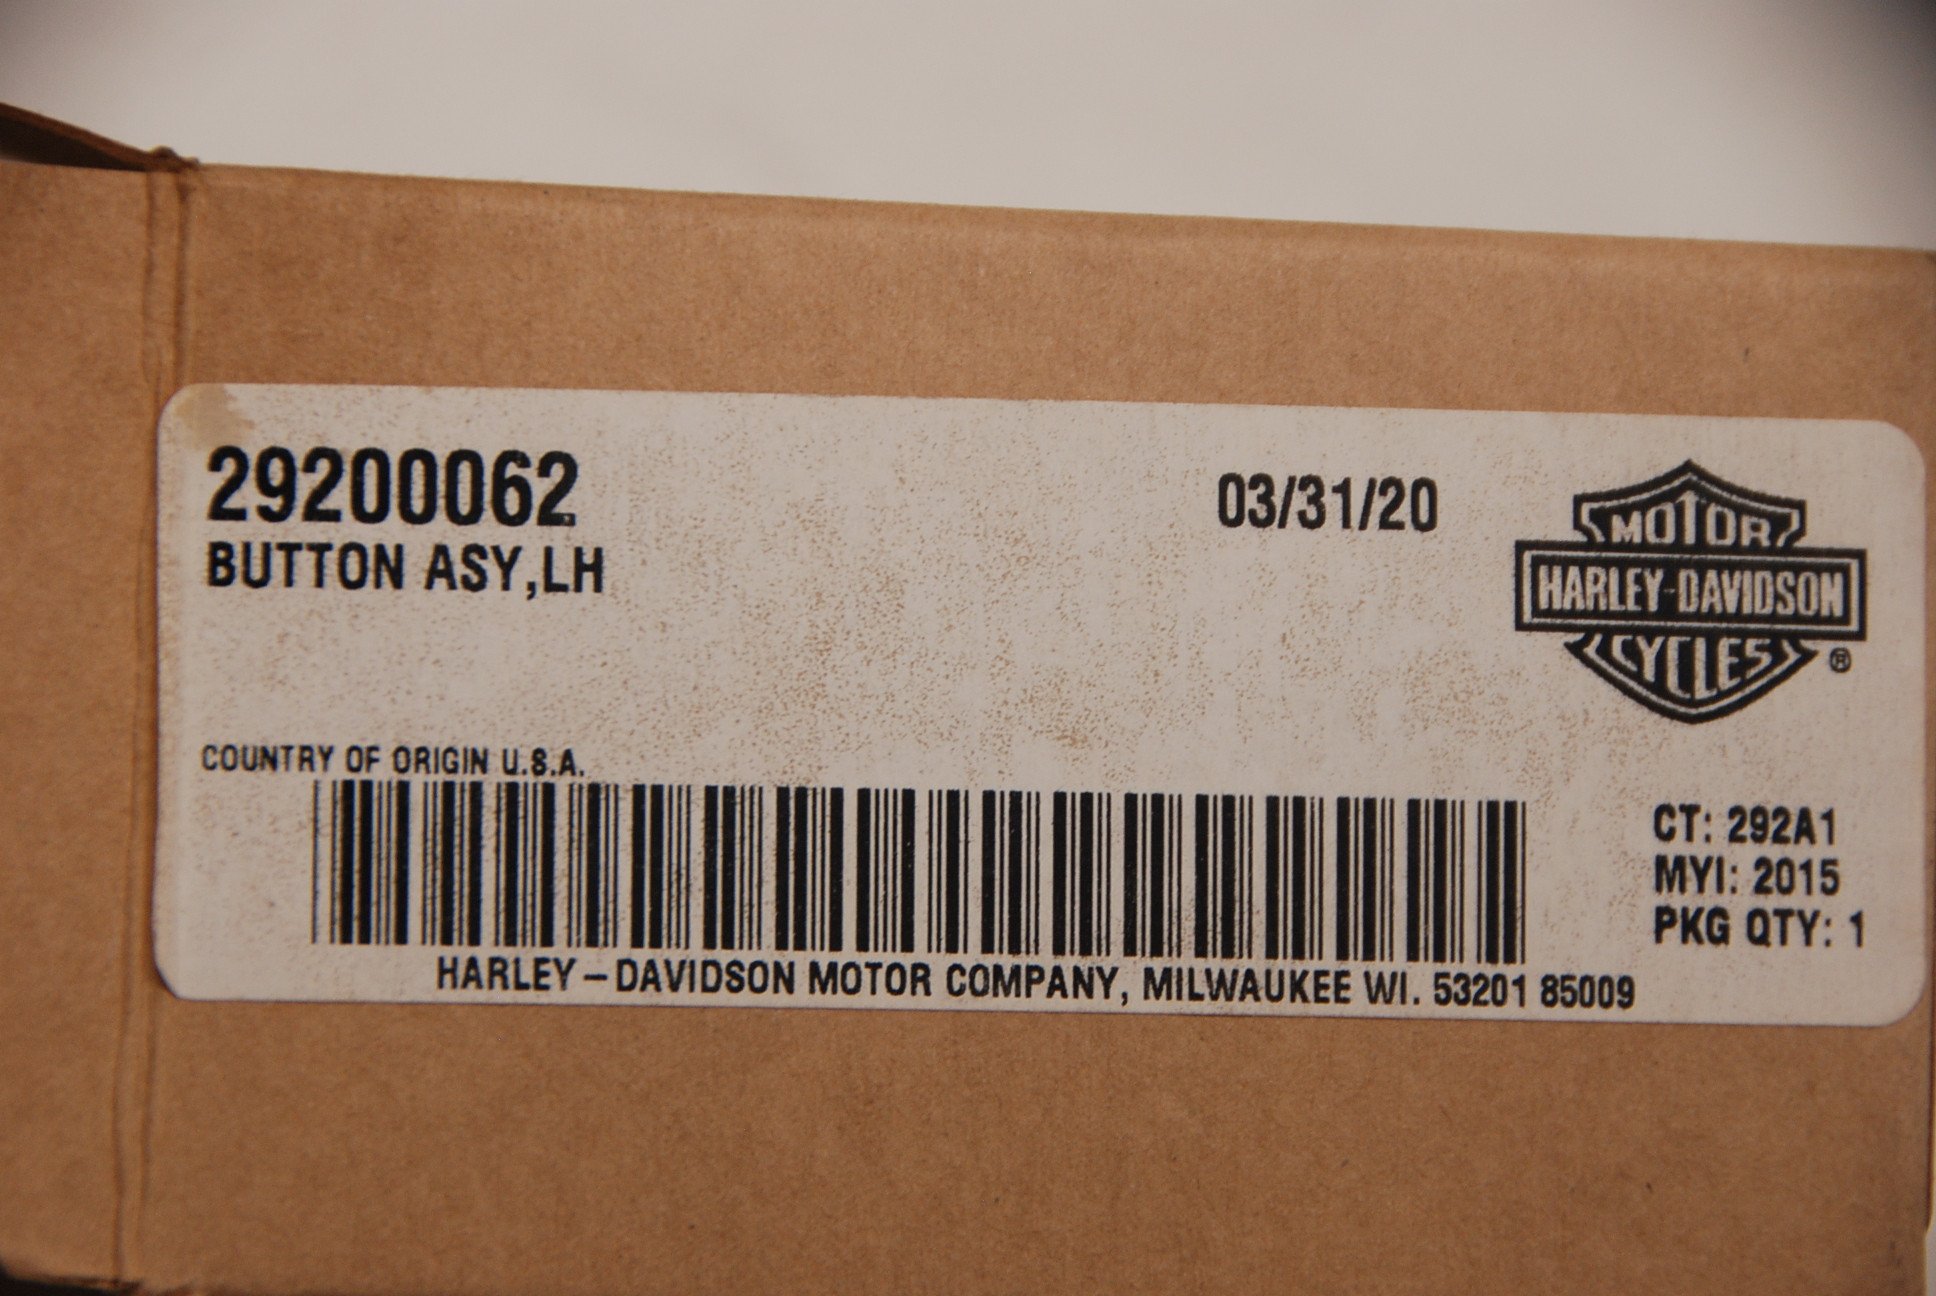 29200062
BUTTON ASY,LH
03/31/20
MOTOR
HARLEY-DAVIDSON
CYCLES
®
COUNTRY OF ORIGIN U.S.A.
CT: 292A1
MYI: 2015
PKG QTY: 1
HARLEY–DAVIDSON MOTOR COMPANY, MILWAUKEE WI. 53201 85009